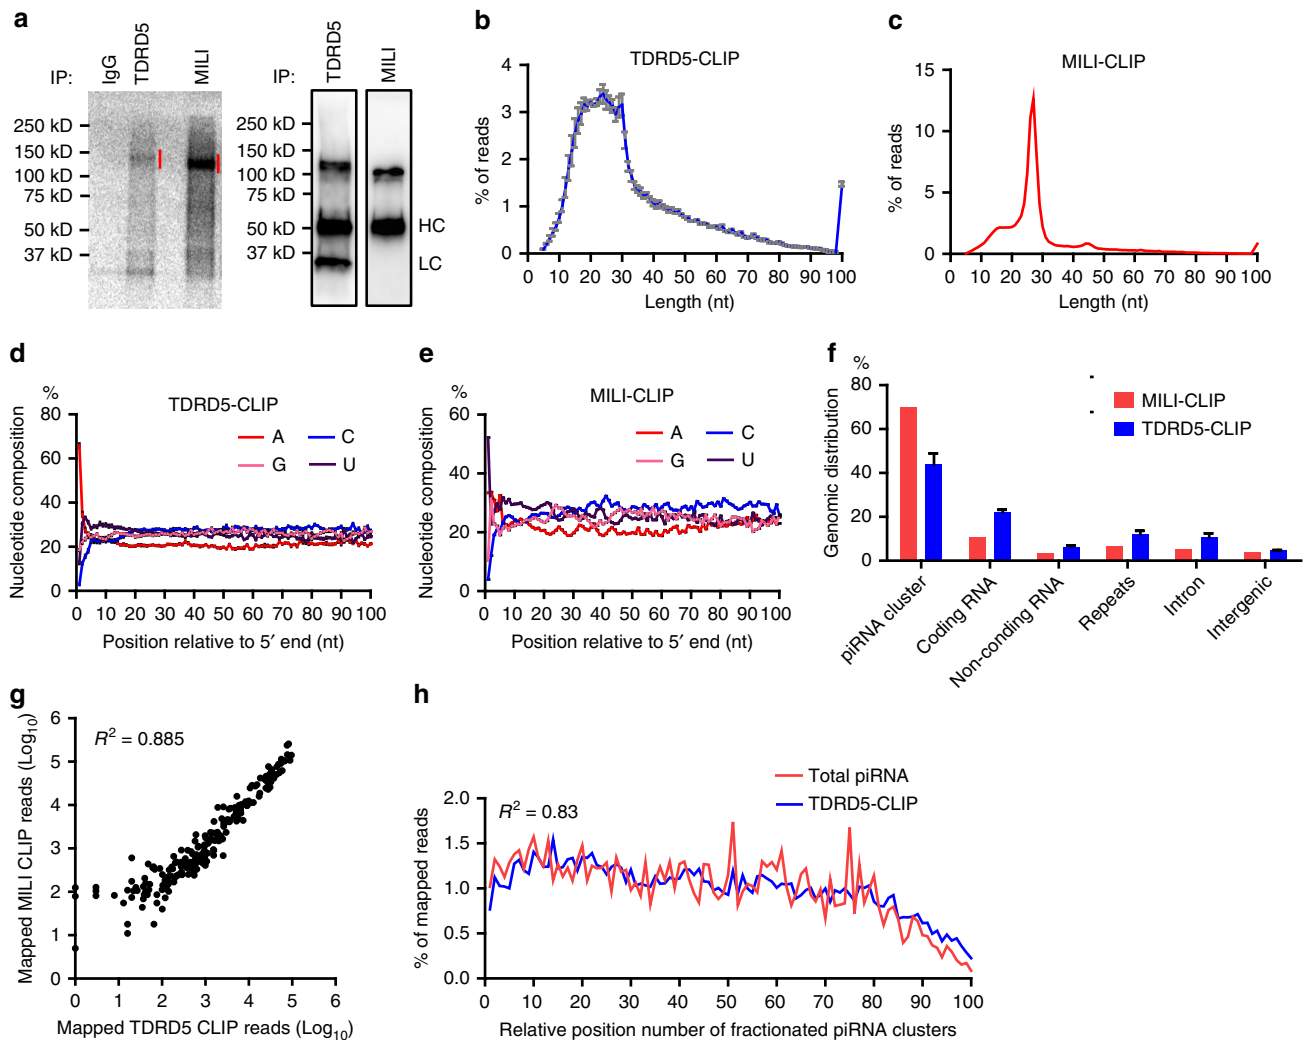 a
IP:
IgG
TDRD5
MILI
250 kD
150 kD
100 kD
75 kD
50 kD
37 kD
IP:
TDRD5
MILI
250 kD
150 kD
100 kD
75 kD
50 kD
37 kD
HC
LC
b
TDRD5-CLIP
% of reads
4
3
2
1
0
0 10 20 30 40 50 60 70 80 90 100
Length (nt)
c
MILI-CLIP
% of reads
15
10
5
0
0 10 20 30 40 50 60 70 80 90 100
Length (nt)
d
%
TDRD5-CLIP
A C
G U
Nucleotide composition
80
60
40
20
0
0 10 20 30 40 50 60 70 80 90 100
Position relative to 5′ end (nt)
e
%
MILI-CLIP
A C
G U
Nucleotide composition
60
40
20
0
0 10 20 30 40 50 60 70 80 90 100
Position relative to 5′ end (nt)
f
%
MILI-CLIP
TDRD5-CLIP
Genomic distribution
80
60
40
20
0
piRNA cluster
Coding RNA
Non-conding RNA
Repeats
Intron
Intergenic
g
R² = 0.885
Mapped MILI CLIP reads (Log₁₀)
6
5
4
3
2
1
0
0 1 2 3 4 5 6
Mapped TDRD5 CLIP reads (Log₁₀)
h
Total piRNA
TDRD5-CLIP
R² = 0.83
% of mapped reads
2.0
1.5
1.0
0.5
0.0
0 10 20 30 40 50 60 70 80 90 100
Relative position number of fractionated piRNA clusters